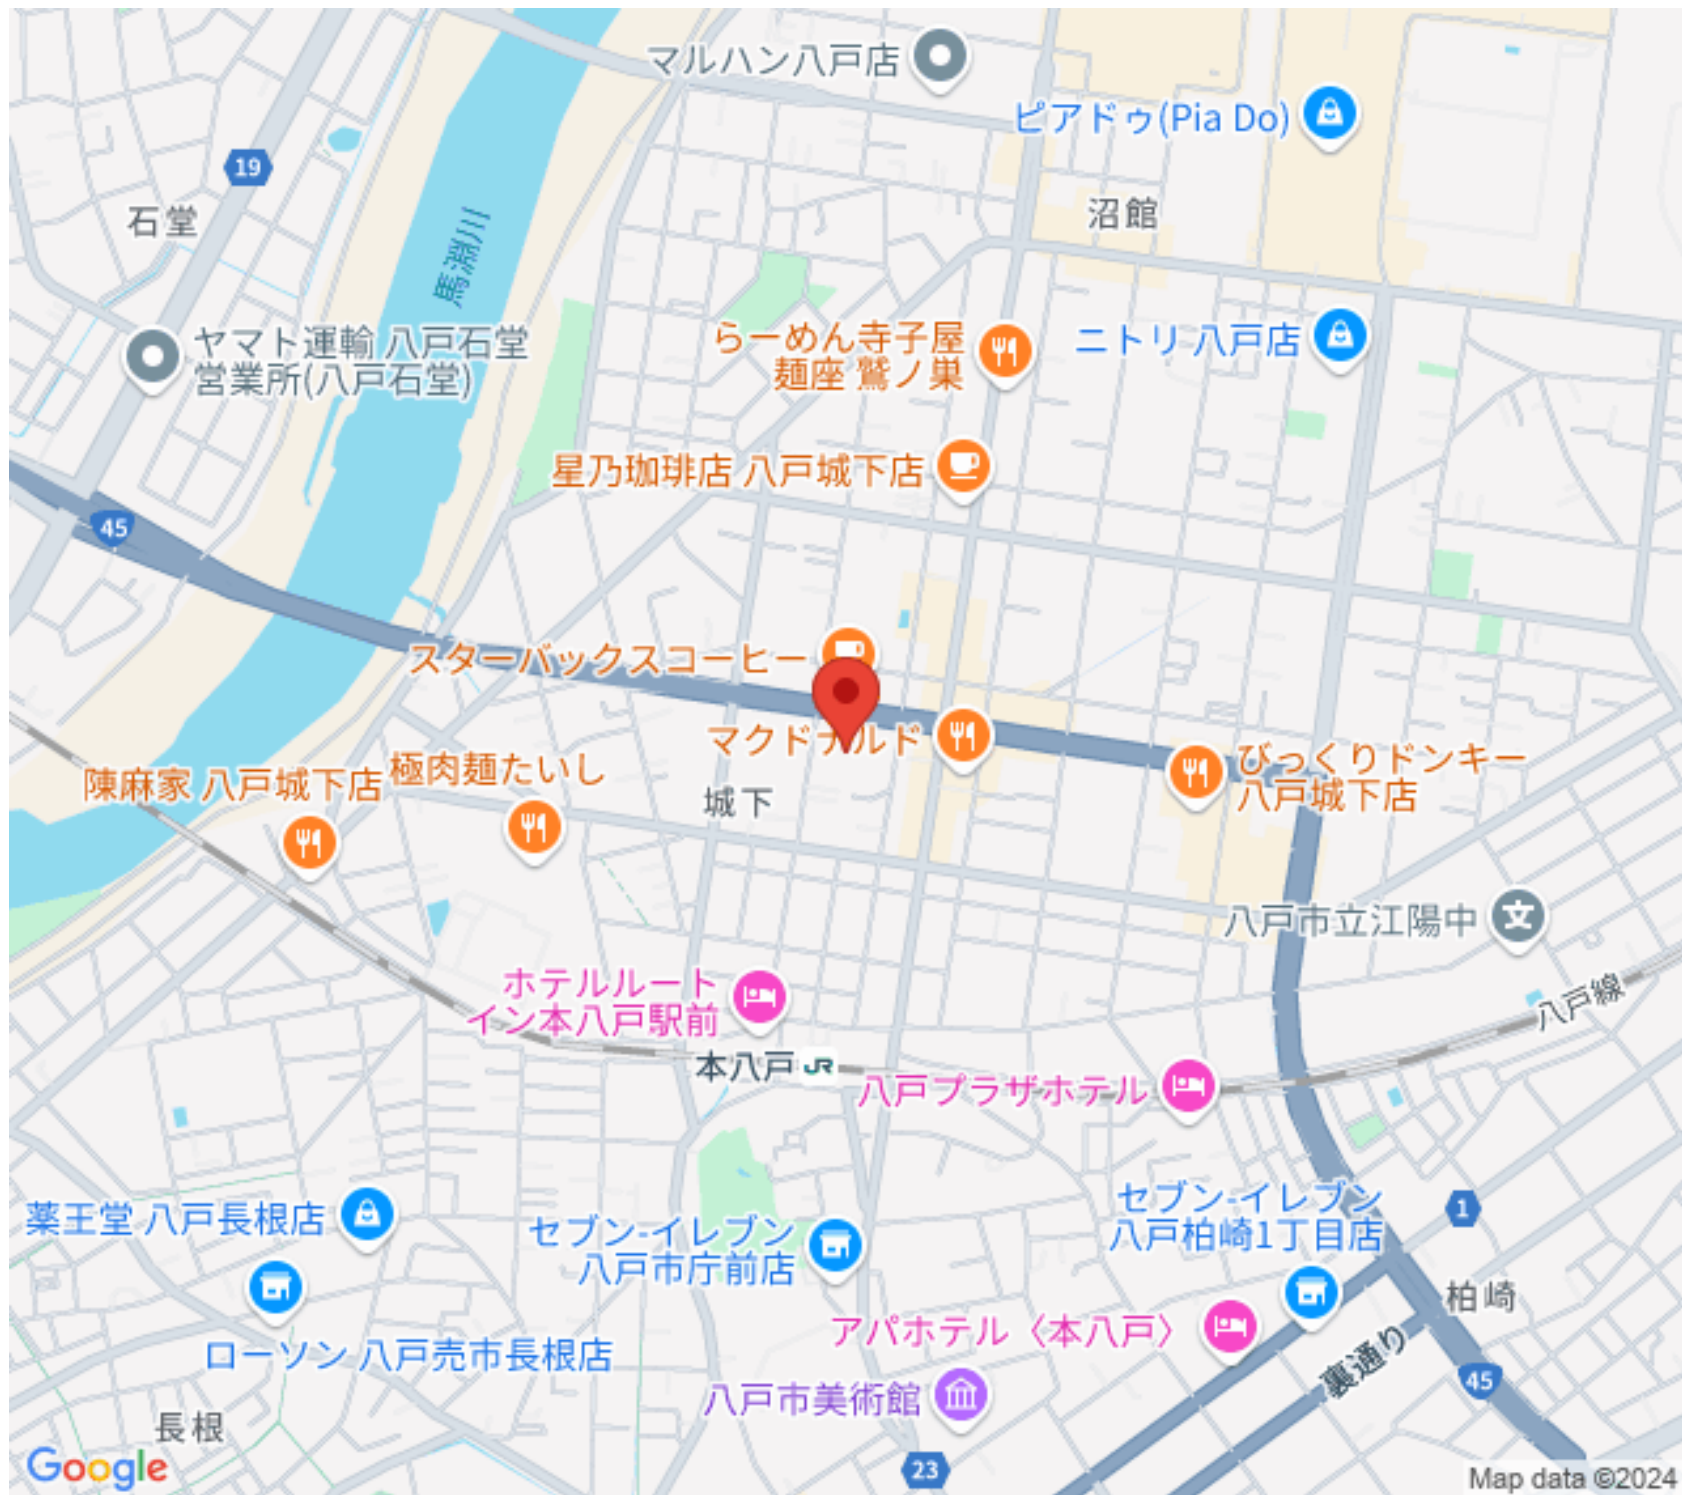 マルハン八戸店
ピアドゥ(Pia Do)
19
石堂
沼館
馬淵川
ヤマト運輸 八戸石堂
営業所(八戸石堂)
らーめん寺子屋
麺座 鷲ノ巣
ニトリ 八戸店
星乃珈琲店 八戸城下店
45
スターバックスコーヒー
マクドナルド
びっくりドンキー
八戸城下店
極肉麺たいし
陳麻家 八戸城下店
城下
八戸市立江陽中
ホテルルート
イン本八戸駅前
八戸線
本八戸 JR
八戸プラザホテル
セブン-イレブン
八戸柏崎1丁目店
1
薬王堂 八戸長根店
セブン-イレブン
八戸市庁前店
柏崎
アパホテル〈本八戸〉
ローソン 八戸売市長根店
裏通り
45
八戸市美術館
長根
23
Google
Map data ©2024